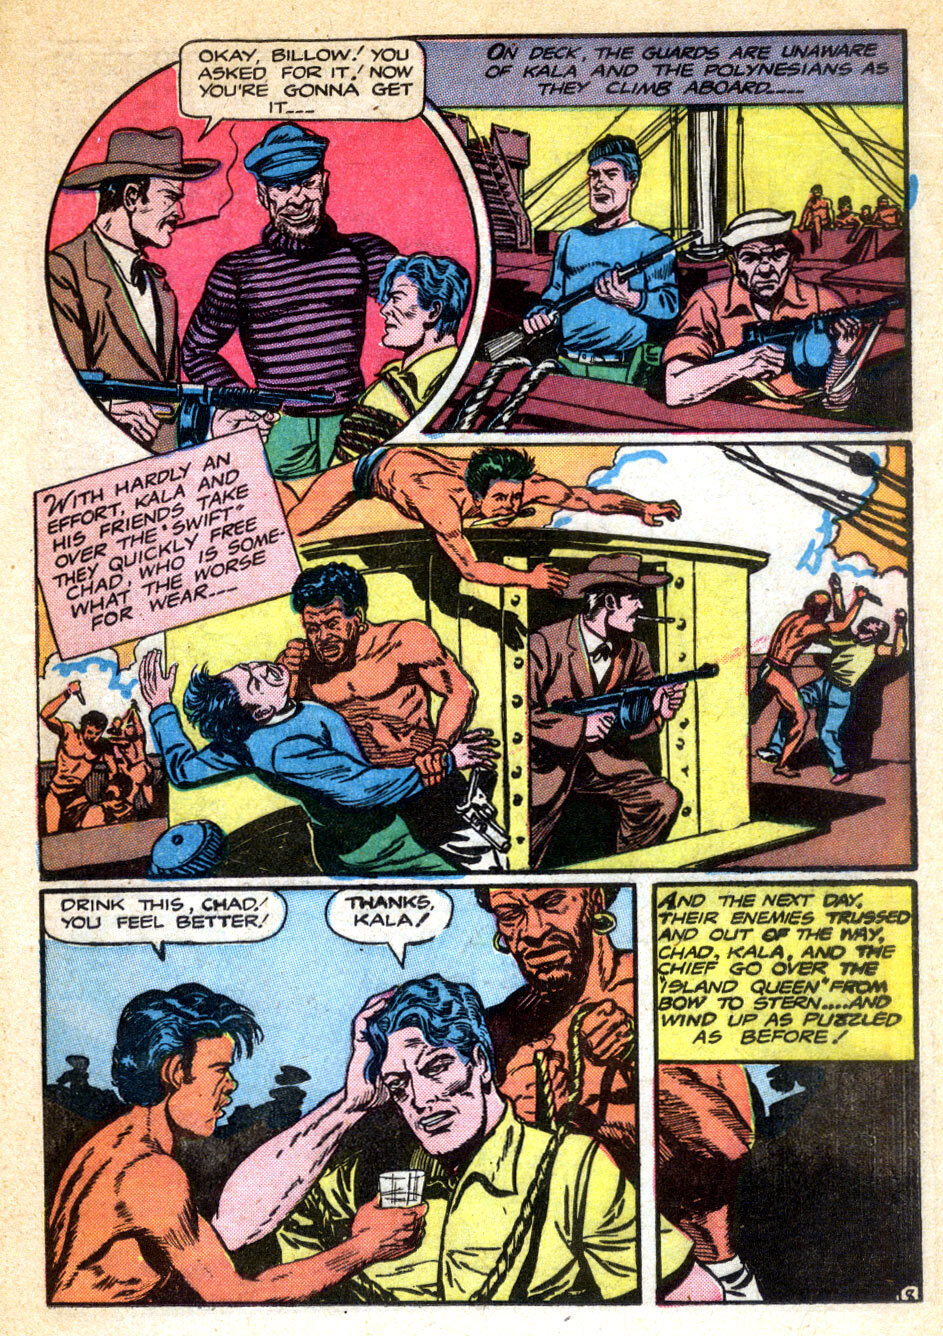 OKAY, BILLOW! YOU
ASKED FOR IT! NOW
YOU'RE GONNA GET
IT---
ON DECK, THE GUARDS ARE UNAWARE
OF KALA AND THE POLYNESIANS AS
THEY CLIMB ABOARD----
WITH HARDLY AN
EFFORT, KALA AND
HIS FRIENDS TAKE
OVER THE "SWIFT"
THEY QUICKLY FREE
CHAD, WHO IS SOME-
WHAT THE WORSE
FOR WEAR---
DRINK THIS, CHAD!
YOU FEEL BETTER!
THANKS,
KALA!
AND THE NEXT DAY,
THEIR ENEMIES TRUSSED
AND OUT OF THE WAY,
CHAD, KALA, AND THE
CHIEF GO OVER THE
"ISLAND QUEEN" FROM
BOW TO STERN.....AND
WIND UP AS PUZZLED
AS BEFORE!
8